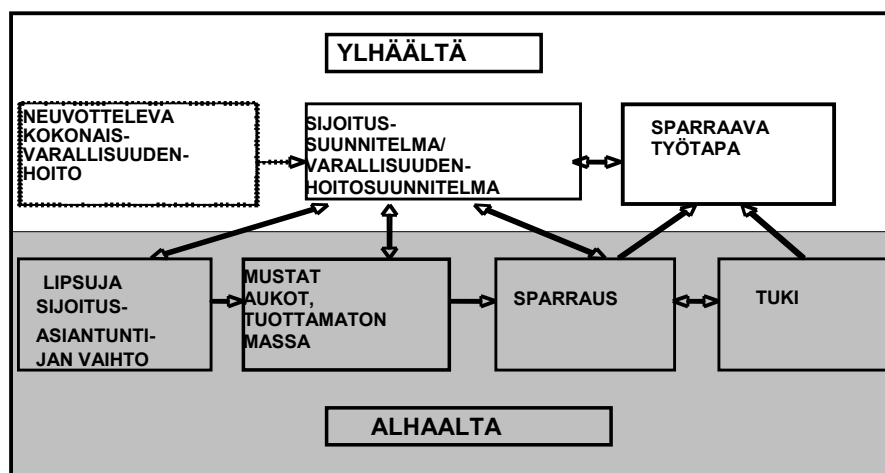 YLHÄÄLTÄ
NEUVOTTELEVA
KOKONAIS-
VARALLISUUDEN-
HOITO
SIJOITUS-
SUUNNITELMA/
VARALLISUUDEN-
HOITOSUUNNITELMA
SPARRAAVA
TYÖTAPA
LIPSUJA
SIJOITUS-
ASIANTUNTI-
JAN VAIHTO
MUSTAT
AUKOT,
TUOTTAMATON
MASSA
SPARRAUS
TUKI
ALHAALTA